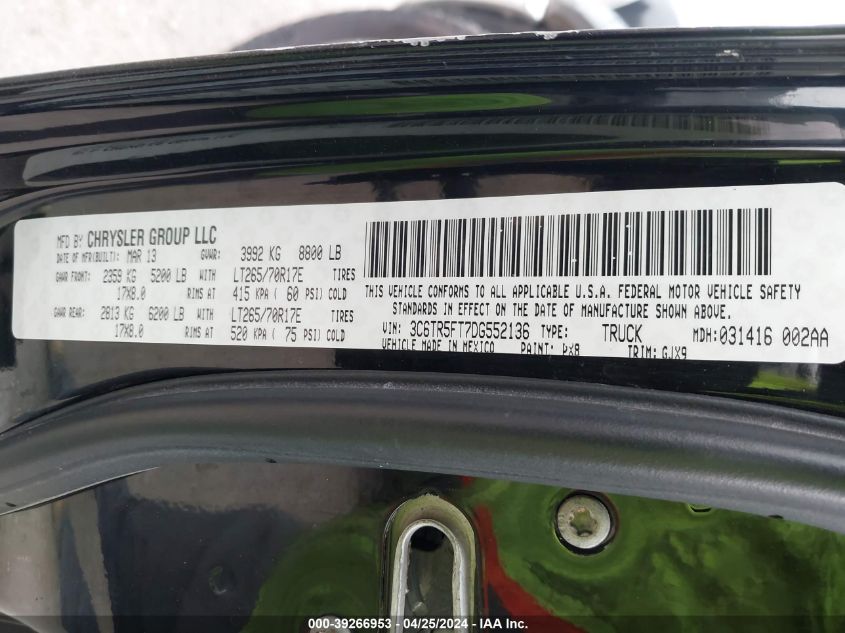 MFD BY CHRYSLER GROUP LLC
DATE OF MFR(BUILT): MAR 13 GVWR: 3992 KG 8800 LB
GAWR FRONT: 2359 KG 5200 LB WITH LT265/70R17E TIRES
17X8.0 RIMS AT 415 KPA ( 60 PSI) COLD
GAWR REAR: 2813 KG 6200 LB WITH LT265/70R17E TIRES
17X8.0 RIMS AT 520 KPA ( 75 PSI) COLD
THIS VEHICLE CONFORMS TO ALL APPLICABLE U.S.A. FEDERAL MOTOR VEHICLE SAFETY
STANDARDS IN EFFECT ON THE DATE OF MANUFACTURE SHOWN ABOVE.
VIN: 3C6TR5FT7DG552136 TYPE: TRUCK MDH:031416 002AA
VEHICLE MADE IN MEXICO PAINT: PX8 TRIM: GJX9
000-39266953 / 04/25/2024 — IAA Inc.